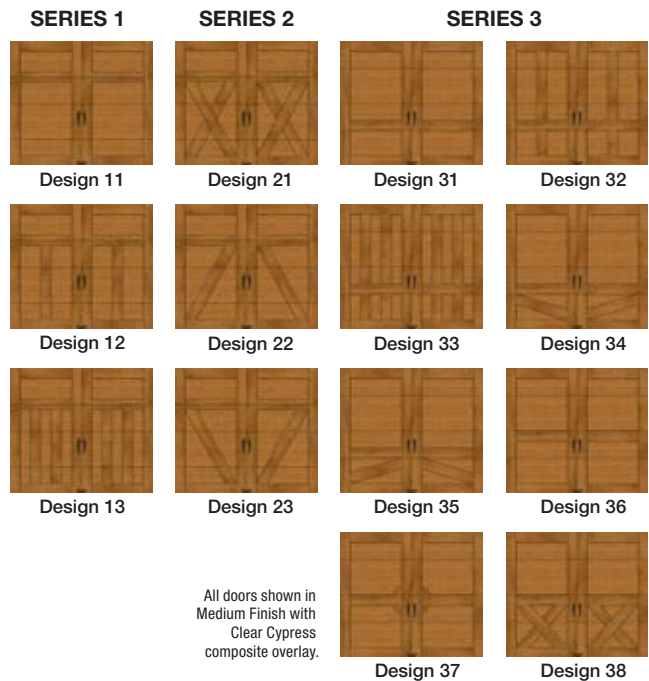 SERIES 1
SERIES 2
SERIES 3
Design 11
Design 21
Design 31
Design 32
Design 12
Design 22
Design 33
Design 34
Design 13
Design 23
Design 35
Design 36
All doors shown in
Medium Finish with
Clear Cypress
composite overlay.
Design 37
Design 38